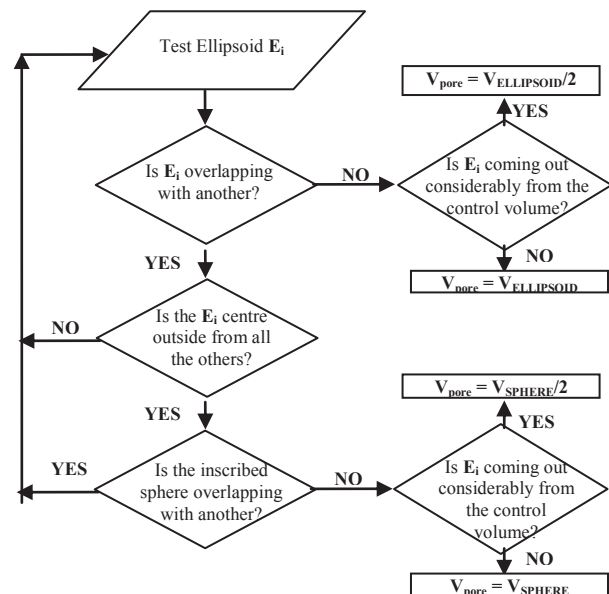 Test Ellipsoid Ei
Is Ei overlapping
with another?
NO
Vpore = VELLIPSOID/2
YES
Is Ei coming out
considerably from the
control volume?
NO
Vpore = VELLIPSOID
YES
NO
Is the Ei centre
outside from all
the others?
YES
YES
Is the inscribed
sphere overlapping
with another?
NO
Vpore = VSPHERE/2
YES
Is Ei coming out
considerably from
the control
volume?
NO
Vpore = VSPHERE